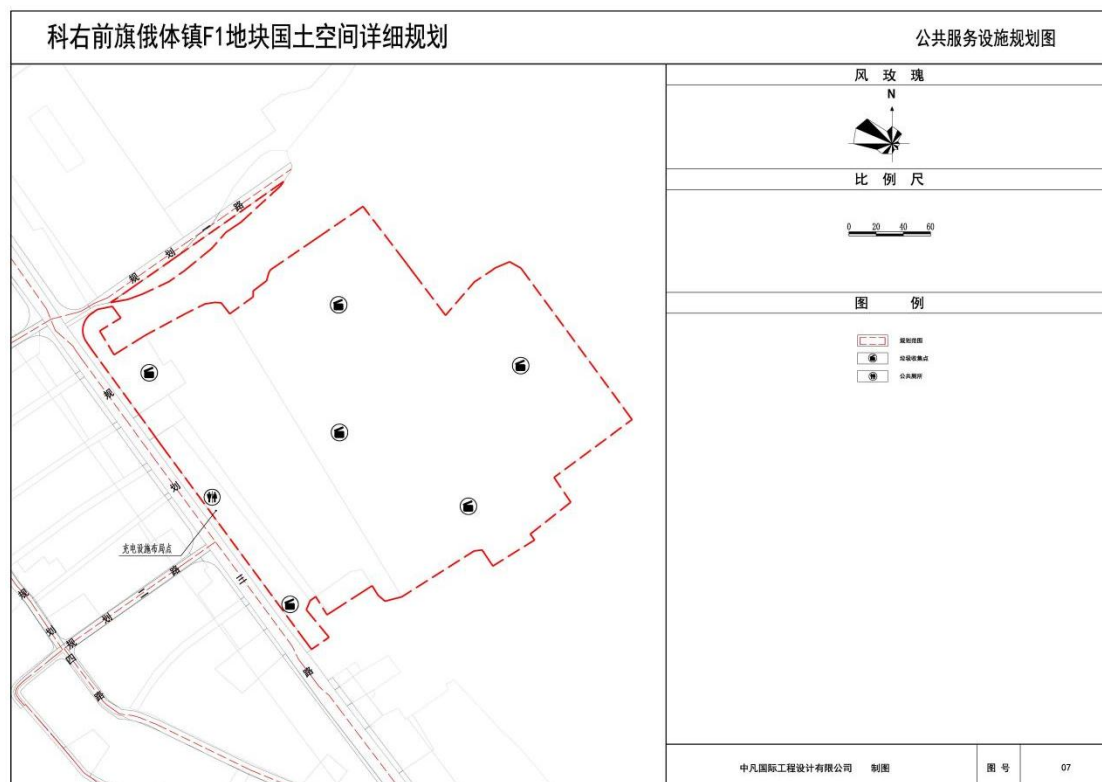 科右前旗俄体镇F1地块国土空间详细规划
公共服务设施规划图
风 玫 瑰
N
比 例 尺
0 20 40 60
图 例
规划范围
垃圾收集点
公共厕所
规划一路
规划三路
充电设施布局点
规划二路
规划四路
中凡国际工程设计有限公司 制图
图 号
07